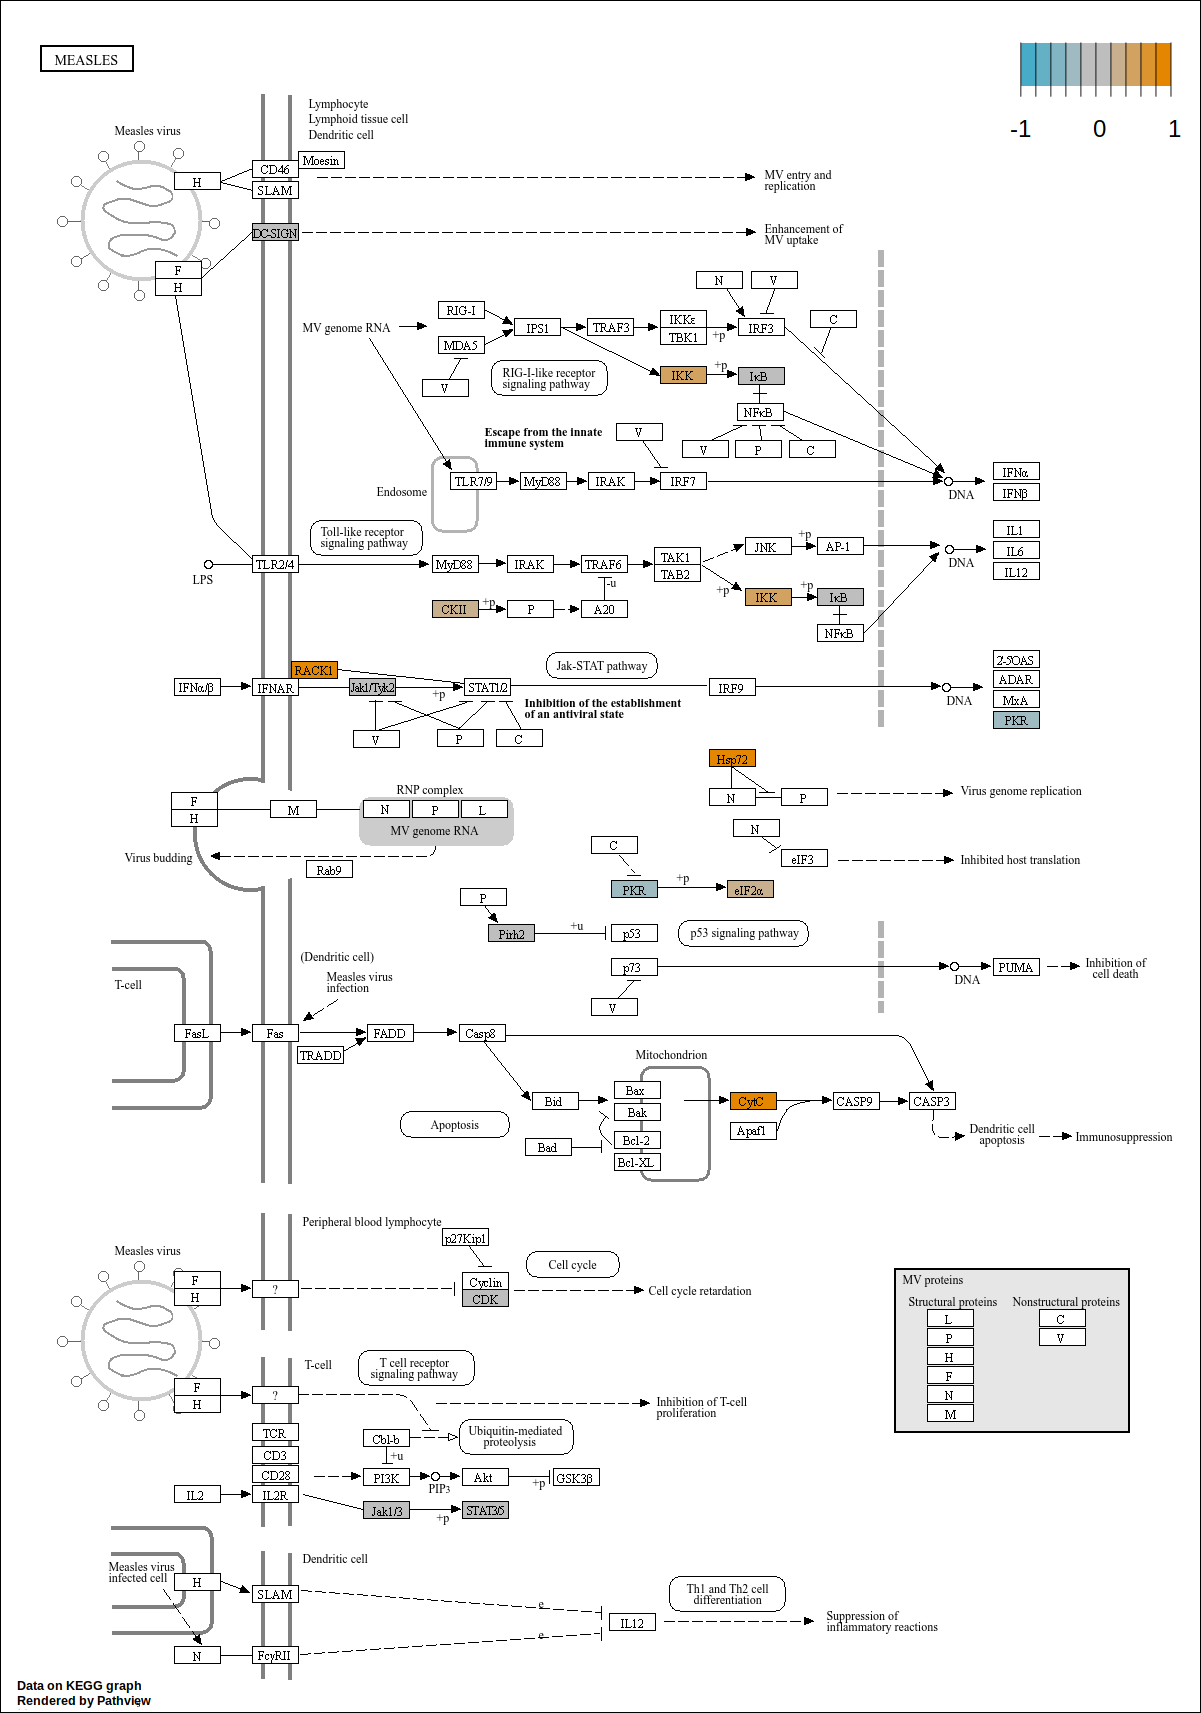 MEASLES
-1 0 1
Lymphocyte
Lymphoid tissue cell
Dendritic cell
Measles virus
H
CD46
Moesin
SLAM
MV entry and
replication
DC-SIGN
Enhancement of
MV uptake
F
H
N
V
RIG-I
MV genome RNA
IPS1
TRAF3
IKKε
TBK1
+p
IRF3
C
MDA5
V
RIG-I-like receptor
signaling pathway
IKK
+p
IκB
NFκB
Escape from the innate
immune system
V
V
P
C
Endosome
TLR7/9
MyD88
IRAK
IRF7
DNA
IFNα
IFNβ
Toll-like receptor
signaling pathway
LPS
TLR2/4
MyD88
IRAK
TRAF6
TAK1
TAB2
JNK
+p
AP-1
DNA
IL1
IL6
IL12
-u
+p
IKK
+p
IκB
NFκB
CKII
+p
P
A20
RACK1
Jak-STAT pathway
IFNα/β
IFNAR
Jak1/Tyk2
+p
STAT1/2
IRF9
DNA
2'-5'OAS
ADAR
MxA
PKR
Inhibition of the establishment
of an antiviral state
V
P
C
Hsp72
N
P
Virus genome replication
RNP complex
F
H
M
N
P
L
MV genome RNA
Virus budding
Rab9
N
eIF3
Inhibited host translation
C
PKR
+p
eIF2α
P
Pirh2
+u
p53
p53 signaling pathway
p73
V
DNA
PUMA
Inhibition of
cell death
(Dendritic cell)
Measles virus
infection
T-cell
FasL
Fas
FADD
TRADD
Casp8
Mitochondrion
Bid
Bax
Bak
Bcl-2
Bcl-XL
Bad
Apoptosis
CytC
Apaf1
CASP9
CASP3
Dendritic cell
apoptosis
Immunosuppression
Peripheral blood lymphocyte
p27Kip1
Measles virus
F
H
?
Cyclin
CDK
Cell cycle
Cell cycle retardation
MV proteins
Structural proteins
Nonstructural proteins
L
P
H
F
N
M
C
V
T-cell
T cell receptor
signaling pathway
F
H
?
Inhibition of T-cell
proliferation
TCR
CD3
CD28
Cbl-b
+u
Ubiquitin-mediated
proteolysis
PI3K
PIP3
Akt
+p
GSK3β
IL2
IL2R
Jak1/3
+p
STAT3/5
Dendritic cell
Measles virus
infected cell
H
SLAM
e
N
FcγRII
e
IL12
Th1 and Th2 cell
differentiation
Suppression of
inflammatory reactions
Data on KEGG graph
Rendered by Pathview